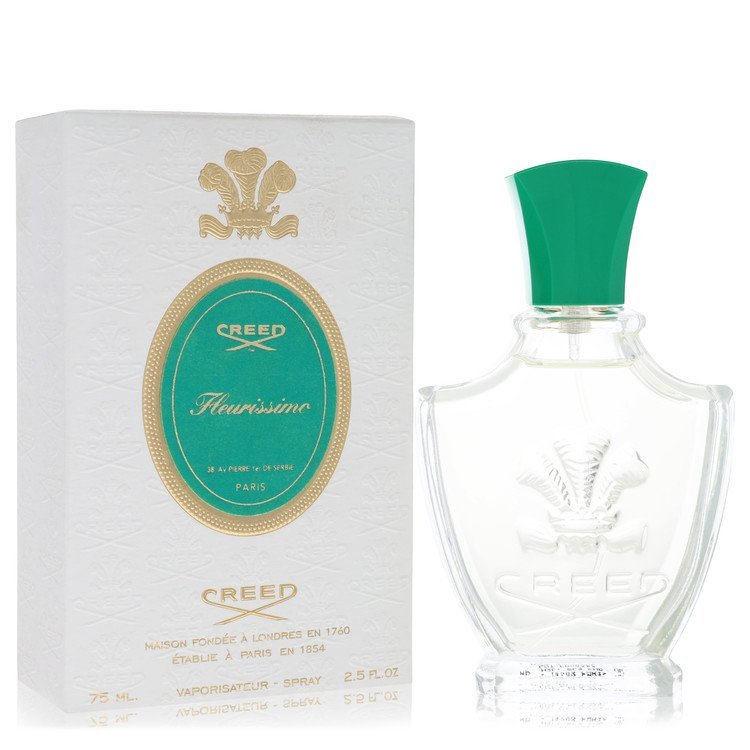 CREED
Fleurissimo
38 AV PIERRE 1er DE SERBIE
PARIS
CREED
MAISON FONDÉE À LONDRES EN 1760
ÉTABLIE À PARIS EN 1854
75 ML. VAPORISATEUR - SPRAY 2.5 FL.OZ
CREED